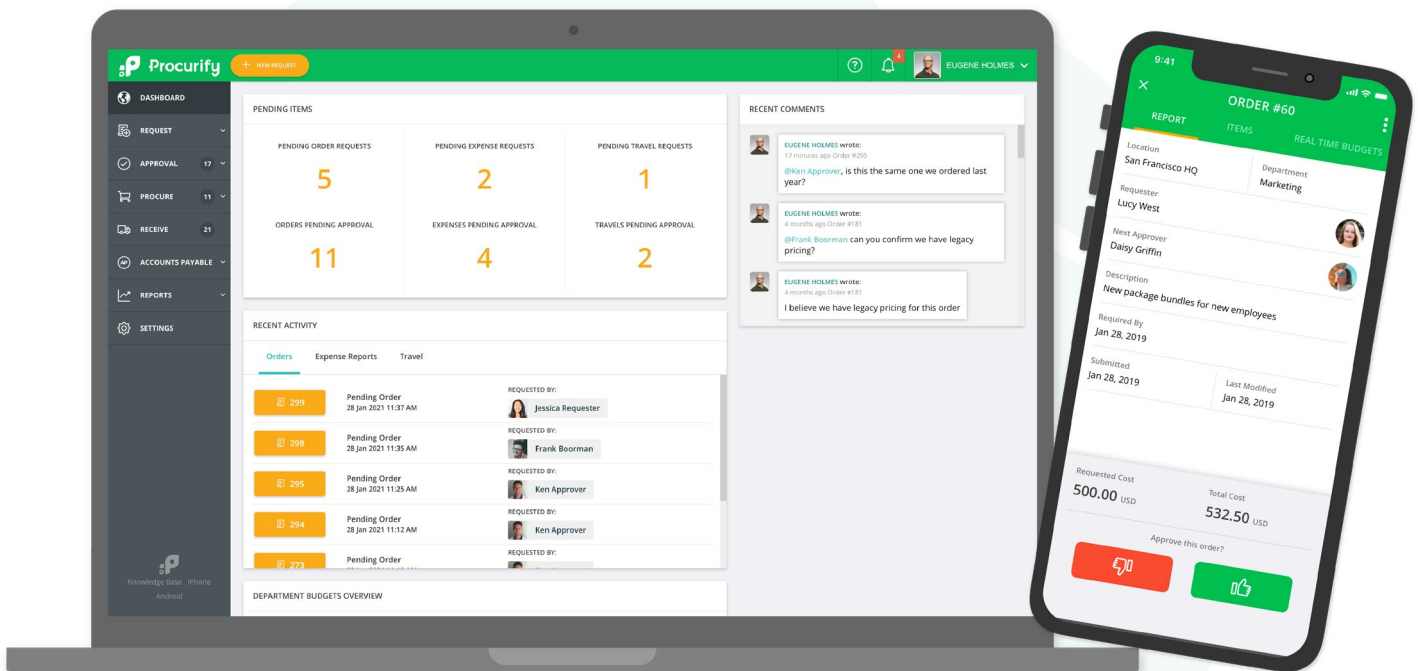 Procurify
+ NEW REQUEST
?
4
EUGENE HOLMES
DASHBOARD
REQUEST
APPROVAL 17
PROCURE 11
RECEIVE 21
AP ACCOUNTS PAYABLE
REPORTS
SETTINGS
Knowledge Base iPhone
Android
PENDING ITEMS
PENDING ORDER REQUESTS
5
PENDING EXPENSE REQUESTS
2
PENDING TRAVEL REQUESTS
1
ORDERS PENDING APPROVAL
11
EXPENSES PENDING APPROVAL
4
TRAVELS PENDING APPROVAL
2
RECENT ACTIVITY
Orders Expense Reports Travel
299
Pending Order
28 Jan 2021 11:37 AM
REQUESTED BY:
Jessica Requester
298
Pending Order
28 Jan 2021 11:35 AM
REQUESTED BY:
Frank Boorman
295
Pending Order
28 Jan 2021 11:25 AM
REQUESTED BY:
Ken Approver
294
Pending Order
28 Jan 2021 11:12 AM
REQUESTED BY:
Ken Approver
273
Pending Order
REQUESTED BY:
DEPARTMENT BUDGETS OVERVIEW
RECENT COMMENTS
EUGENE HOLMES wrote:
17 minutes ago Order #295
@Ken Approver, is this the same one we ordered last
year?
EUGENE HOLMES wrote:
4 months ago Order #181
@Frank Boorman can you confirm we have legacy
pricing?
EUGENE HOLMES wrote:
4 months ago Order #181
I believe we have legacy pricing for this order
9:41
ORDER #60
REPORT ITEMS REAL TIME BUDGETS
Location
San Francisco HQ
Department
Marketing
Requester
Lucy West
Next Approver
Daisy Griffin
Description
New package bundles for new employees
Required By
Jan 28, 2019
Submitted
Jan 28, 2019
Last Modified
Jan 28, 2019
Requested Cost
500.00 USD
Total Cost
532.50 USD
Approve this order?